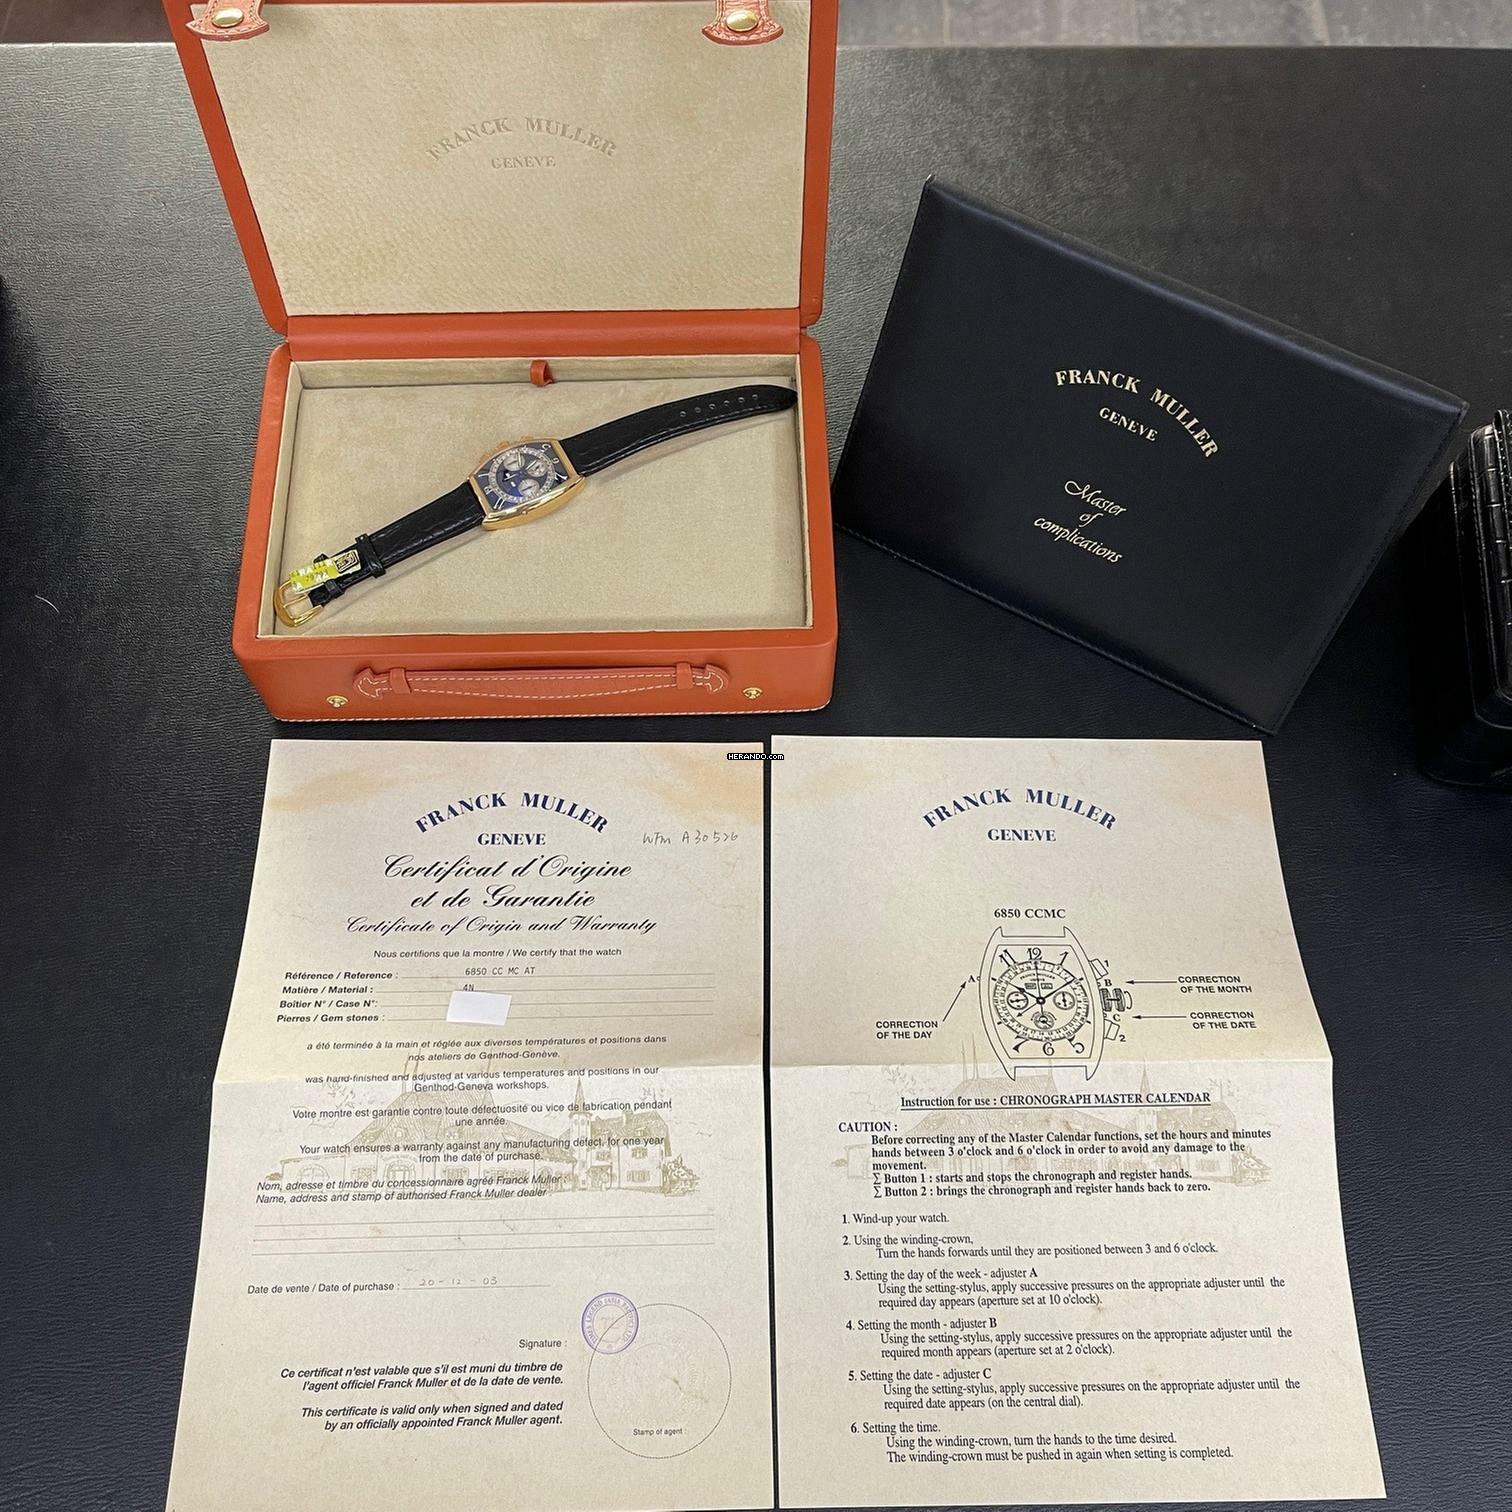 FRANCK MULLER
GENEVE
FRANCK MULLER
GENEVE
Master
of
complications
HERANDO.com
FRANCK MULLER
GENEVE
WFM A30526
Certificat d'Origine
et de Garantie
Certificate of Origin and Warranty
Nous certifions que la montre / We certify that the watch
Référence / Reference : 6850 CC MC AT
Matière / Material : 4N
Boîtier N° / Case N°:
Pierres / Gem stones :
a été terminée à la main et réglée aux diverses températures et positions dans
nos ateliers de Genthod-Genève.
was hand-finished and adjusted at various temperatures and positions in our
Genthod-Geneva workshops.
Votre montre est garantie contre toute défectuosité ou vice de fabrication pendant
une année.
Your watch ensures a warranty against any manufacturing defect, for one year
from the date of purchase.
Nom, adresse et timbre du concessionnaire agréé Franck Muller
Name, address and stamp of authorised Franck Muller dealer
Date de vente / Date of purchase : 20-12-03
Signature :
Ce certificat n'est valable que s'il est muni du timbre de
l'agent officiel Franck Muller et de la date de vente.
This certificate is valid only when signed and dated
by an officially appointed Franck Muller agent.
Stamp of agent :
FRANCK MULLER
GENEVE
6850 CCMC
12
1
6
5
A
1
B
C
2
CORRECTION
OF THE DAY
CORRECTION
OF THE MONTH
CORRECTION
OF THE DATE
Instruction for use : CHRONOGRAPH MASTER CALENDAR
CAUTION :
Before correcting any of the Master Calendar functions, set the hours and minutes
hands between 3 o'clock and 6 o'clock in order to avoid any damage to the
movement.
∑ Button 1 : starts and stops the chronograph and register hands.
∑ Button 2 : brings the chronograph and register hands back to zero.
1. Wind-up your watch.
2. Using the winding-crown,
Turn the hands forwards until they are positioned between 3 and 6 o'clock.
3. Setting the day of the week - adjuster A
Using the setting-stylus, apply successive pressures on the appropriate adjuster until the
required day appears (aperture set at 10 o'clock).
4. Setting the month - adjuster B
Using the setting-stylus, apply successive pressures on the appropriate adjuster until the
required month appears (aperture set at 2 o'clock).
5. Setting the date - adjuster C
Using the setting-stylus, apply successive pressures on the appropriate adjuster until the
required date appears (on the central dial).
6. Setting the time.
Using the winding-crown, turn the hands to the time desired.
The winding-crown must be pushed in again when setting is completed.